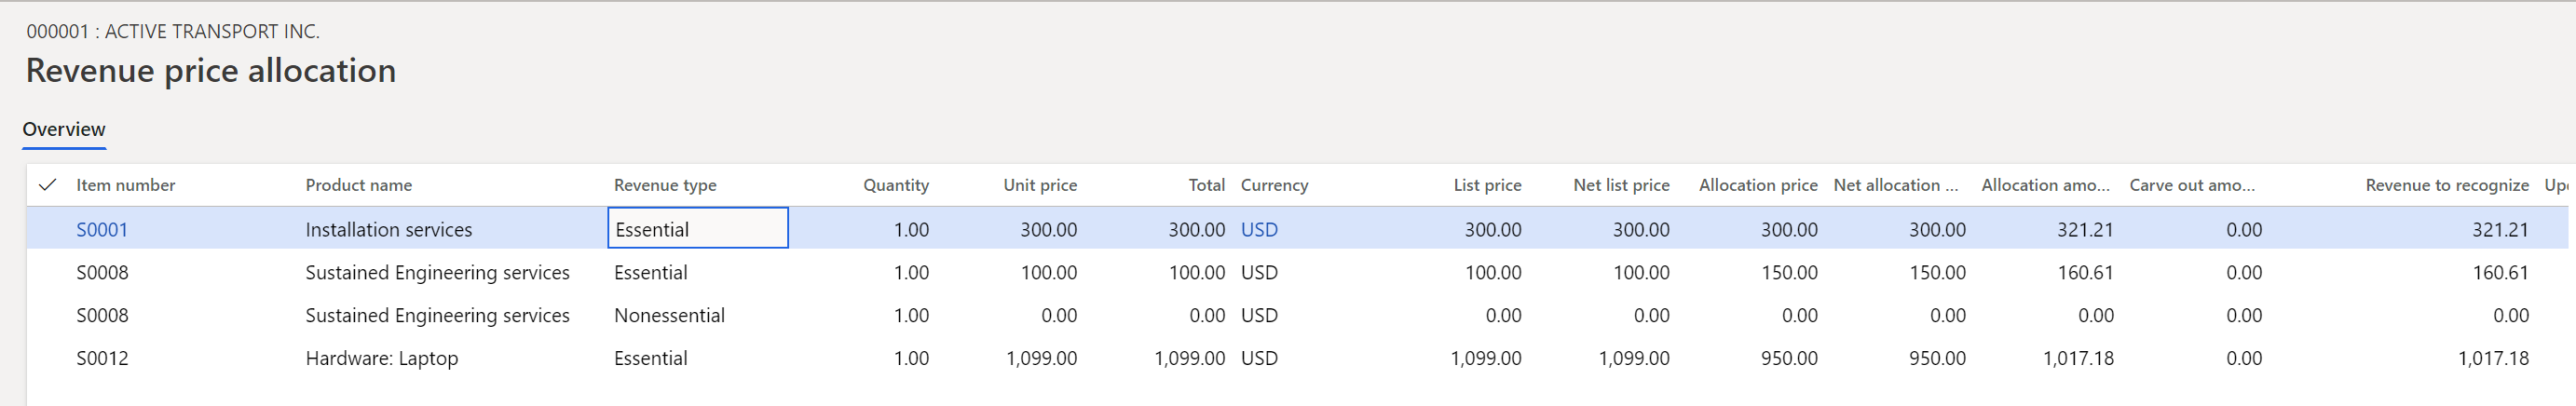 000001 : ACTIVE TRANSPORT INC.
Revenue price allocation
Overview
Item number Product name Revenue type Quantity Unit price Total Currency List price Net list price Allocation price Net allocation ... Allocation amo... Carve out amo... Revenue to recognize Upd
S0001 Installation services Essential 1.00 300.00 300.00 USD 300.00 300.00 300.00 300.00 321.21 0.00 321.21
S0008 Sustained Engineering services Essential 1.00 100.00 100.00 USD 100.00 100.00 150.00 150.00 160.61 0.00 160.61
S0008 Sustained Engineering services Nonessential 1.00 0.00 0.00 USD 0.00 0.00 0.00 0.00 0.00 0.00 0.00
S0012 Hardware: Laptop Essential 1.00 1,099.00 1,099.00 USD 1,099.00 1,099.00 950.00 950.00 1,017.18 0.00 1,017.18